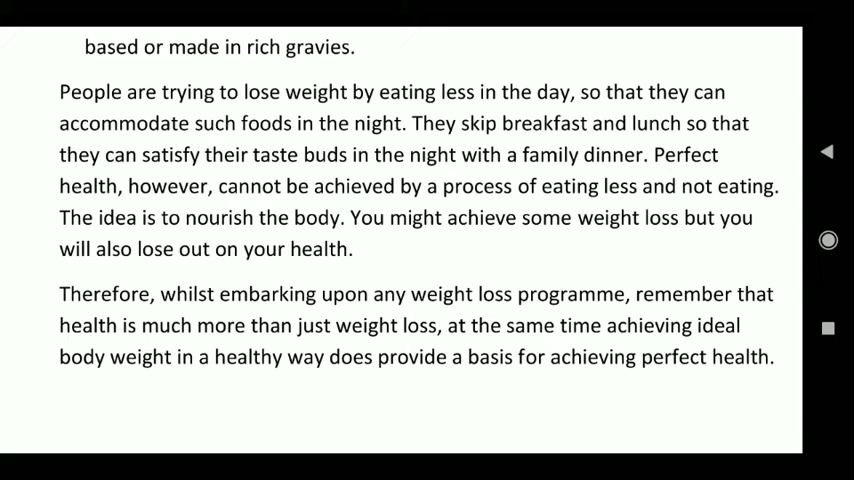 based or made in rich gravies.
People are trying to lose weight by eating less in the day, so that they can
accommodate such foods in the night. They skip breakfast and lunch so that
they can satisfy their taste buds in the night with a family dinner. Perfect
health, however, cannot be achieved by a process of eating less and not eating.
The idea is to nourish the body. You might achieve some weight loss but you
will also lose out on your health.
Therefore, whilst embarking upon any weight loss programme, remember that
health is much more than just weight loss, at the same time achieving ideal
body weight in a healthy way does provide a basis for achieving perfect health.